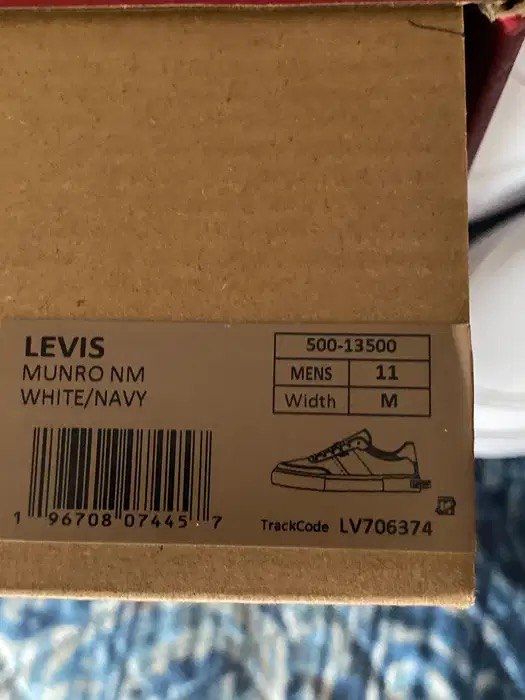 LEVIS
MUNRO NM
WHITE/NAVY
500-13500
MENS 11
Width M
1 96708 07445 7
TrackCode LV706374